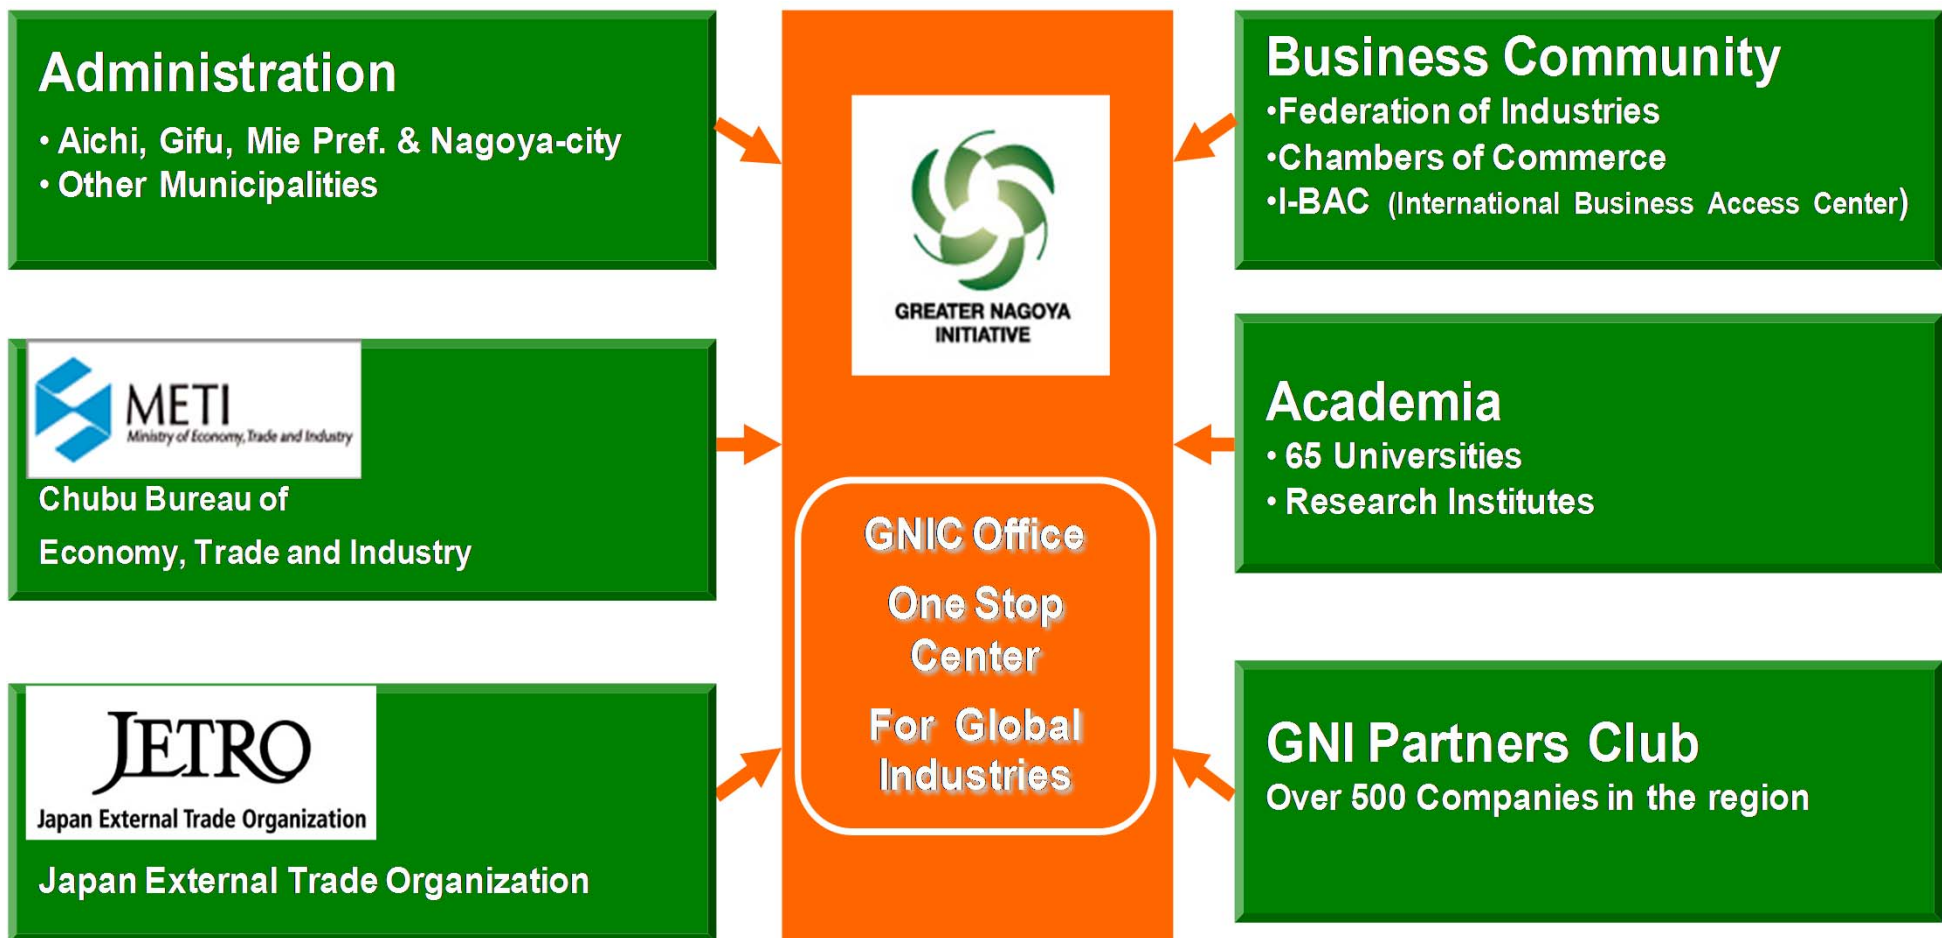 Administration
• Aichi, Gifu, Mie Pref. & Nagoya-city
• Other Municipalities
METI
Ministry of Economy, Trade and Industry
Chubu Bureau of
Economy, Trade and Industry
JETRO
Japan External Trade Organization
Japan External Trade Organization
GREATER NAGOYA
INITIATIVE
GNIC Office
One Stop
Center
For Global
Industries
Business Community
•Federation of Industries
•Chambers of Commerce
•I-BAC (International Business Access Center)
Academia
• 65 Universities
• Research Institutes
GNI Partners Club
Over 500 Companies in the region